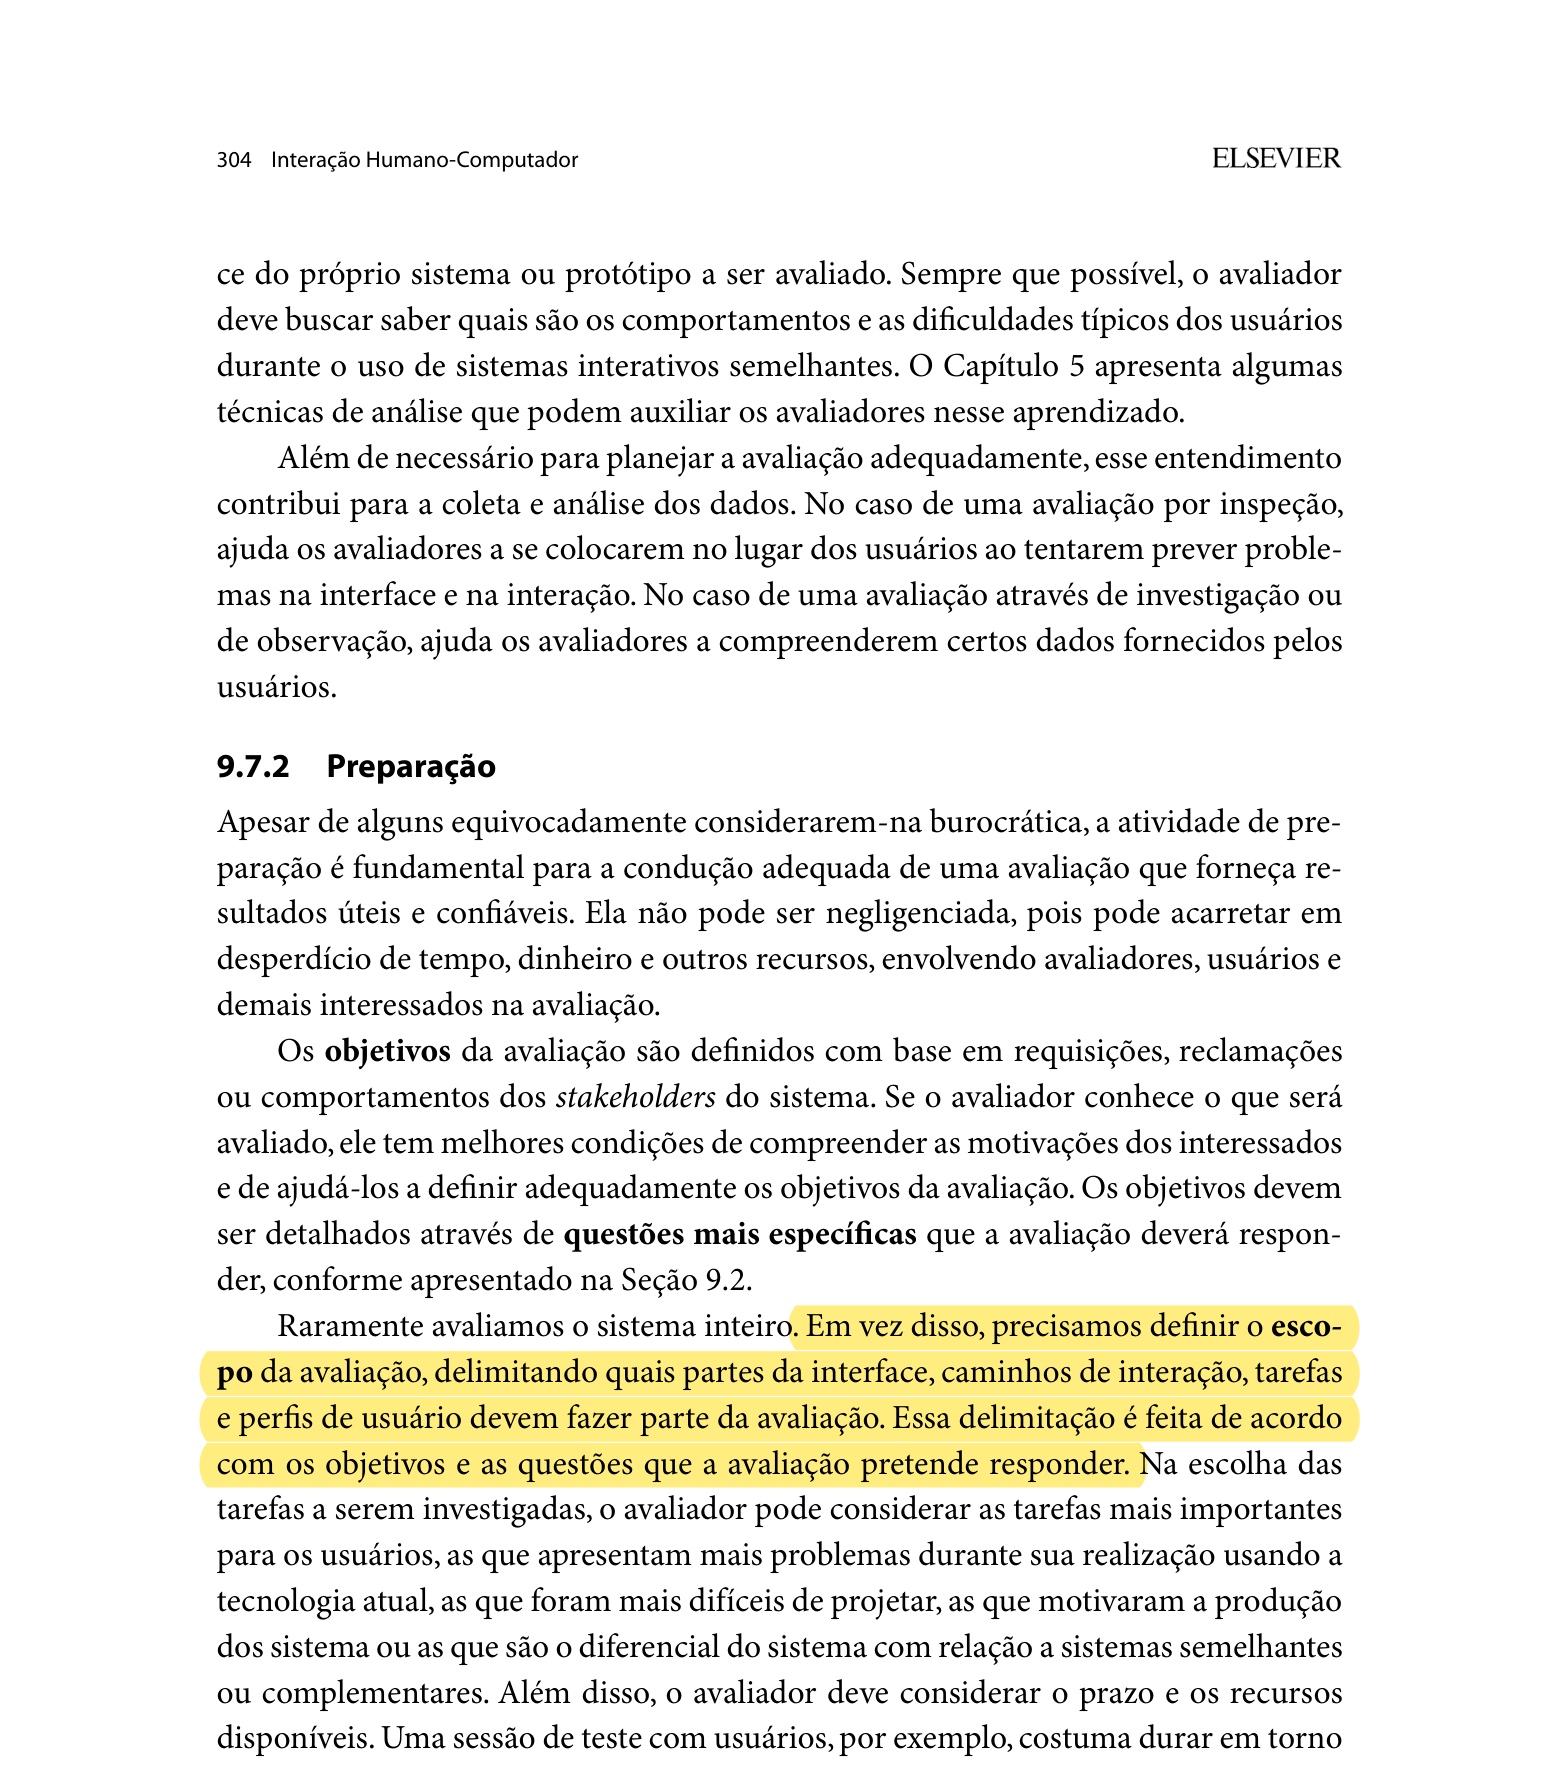 304 Interação Humano-Computador ELSEVIER
ce do próprio sistema ou protótipo a ser avaliado. Sempre que possível, o avaliador
deve buscar saber quais são os comportamentos e as dificuldades típicos dos usuários
durante o uso de sistemas interativos semelhantes. O Capítulo 5 apresenta algumas
técnicas de análise que podem auxiliar os avaliadores nesse aprendizado.
Além de necessário para planejar a avaliação adequadamente, esse entendimento
contribui para a coleta e análise dos dados. No caso de uma avaliação por inspeção,
ajuda os avaliadores a se colocarem no lugar dos usuários ao tentarem prever proble-
mas na interface e na interação. No caso de uma avaliação através de investigação ou
de observação, ajuda os avaliadores a compreenderem certos dados fornecidos pelos
usuários.
9.7.2 Preparação
Apesar de alguns equivocadamente considerarem-na burocrática, a atividade de pre-
paração é fundamental para a condução adequada de uma avaliação que forneça re-
sultados úteis e confiáveis. Ela não pode ser negligenciada, pois pode acarretar em
desperdício de tempo, dinheiro e outros recursos, envolvendo avaliadores, usuários e
demais interessados na avaliação.
Os objetivos da avaliação são definidos com base em requisições, reclamações
ou comportamentos dos stakeholders do sistema. Se o avaliador conhece o que será
avaliado, ele tem melhores condições de compreender as motivações dos interessados
e de ajudá-los a definir adequadamente os objetivos da avaliação. Os objetivos devem
ser detalhados através de questões mais específicas que a avaliação deverá respon-
der, conforme apresentado na Seção 9.2.
Raramente avaliamos o sistema inteiro. Em vez disso, precisamos definir o esco-
po da avaliação, delimitando quais partes da interface, caminhos de interação, tarefas
e perfis de usuário devem fazer parte da avaliação. Essa delimitação é feita de acordo
com os objetivos e as questões que a avaliação pretende responder. Na escolha das
tarefas a serem investigadas, o avaliador pode considerar as tarefas mais importantes
para os usuários, as que apresentam mais problemas durante sua realização usando a
tecnologia atual, as que foram mais difíceis de projetar, as que motivaram a produção
dos sistema ou as que são o diferencial do sistema com relação a sistemas semelhantes
ou complementares. Além disso, o avaliador deve considerar o prazo e os recursos
disponíveis. Uma sessão de teste com usuários, por exemplo, costuma durar em torno